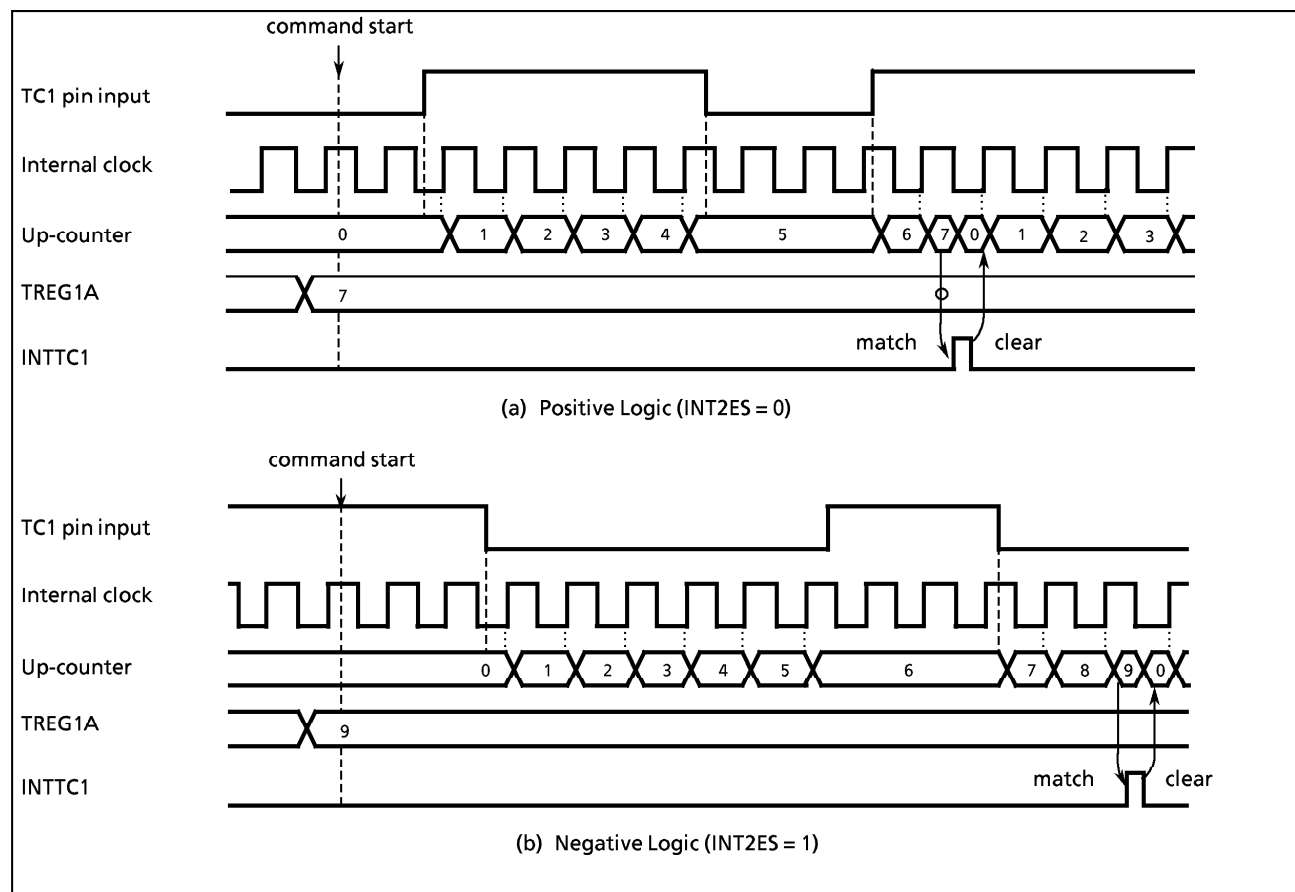 command start
TC1 pin input
Internal clock
Up-counter 0 1 2 3 4 5 6 7 0 1 2 3
TREG1A 7
match clear
INTTC1
(a) Positive Logic (INT2ES = 0)
command start
TC1 pin input
Internal clock
Up-counter 0 1 2 3 4 5 6 7 8 9 0
TREG1A 9
INTTC1 match clear
(b) Negative Logic (INT2ES = 1)